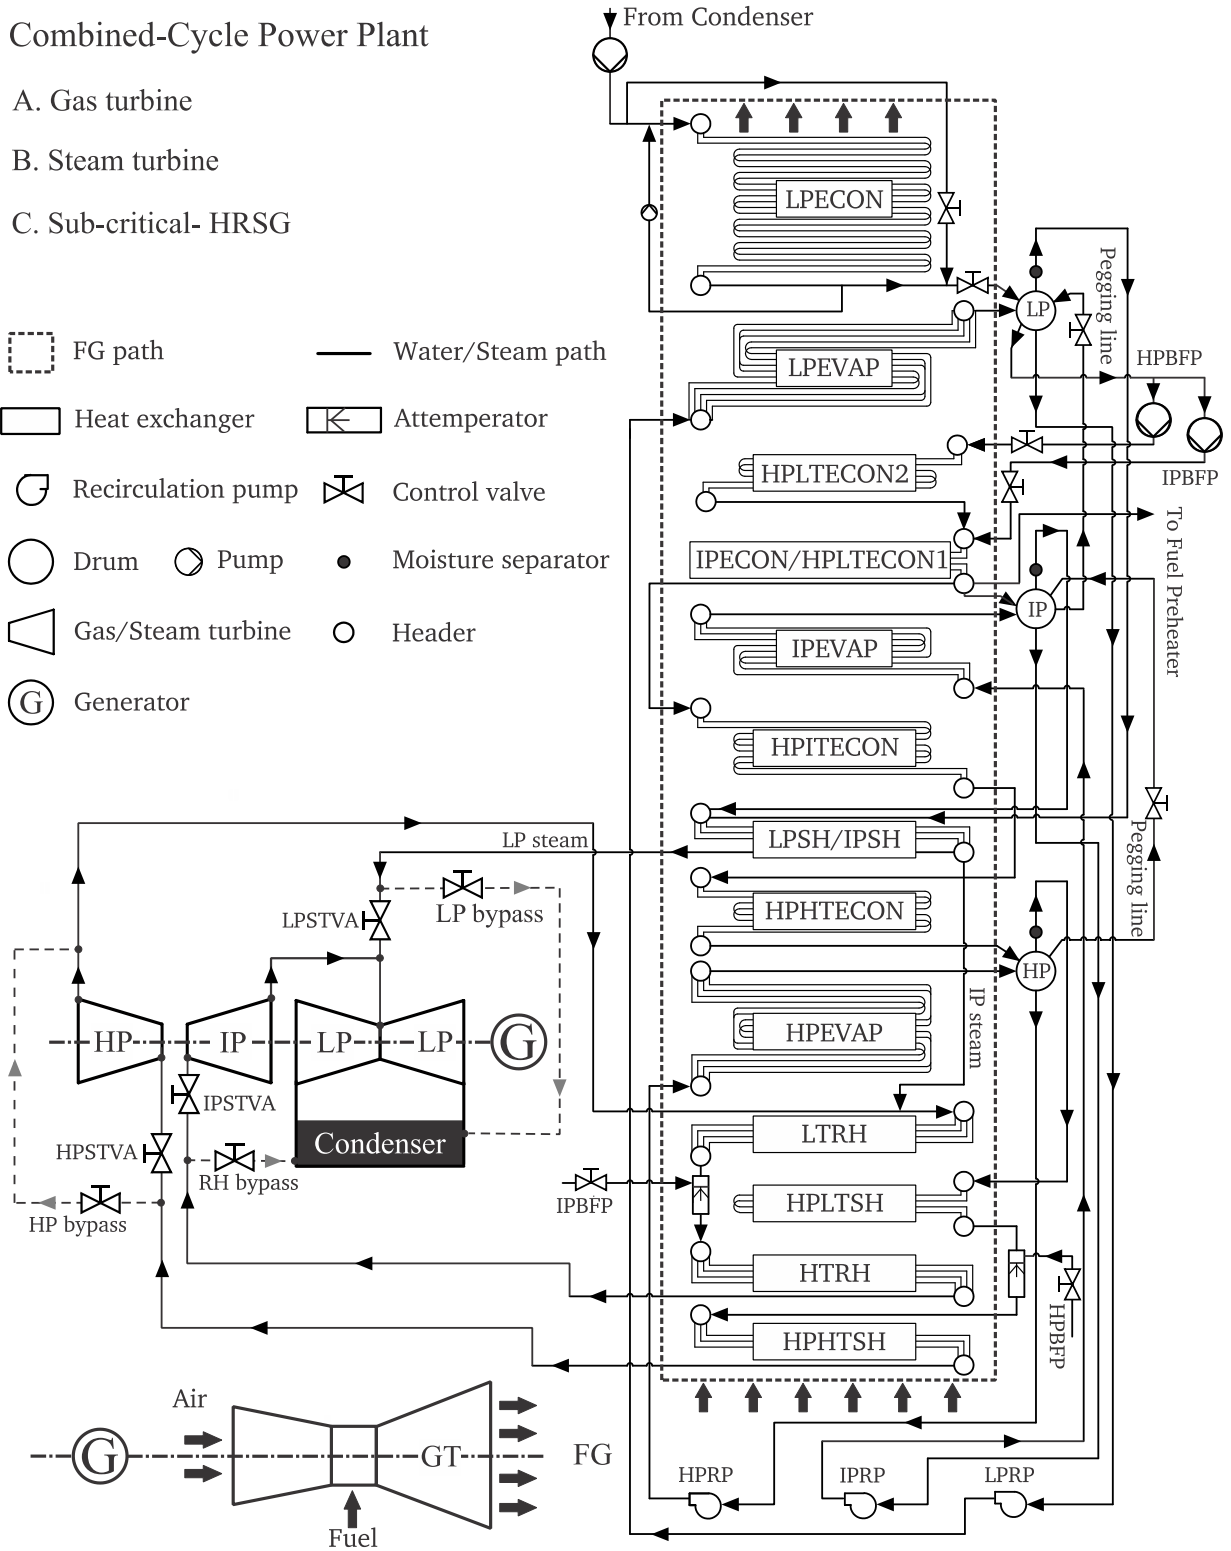 Combined-Cycle Power Plant
A. Gas turbine
B. Steam turbine
C. Sub-critical- HRSG
FG path
Water/Steam path
Heat exchanger
Attemperator
Recirculation pump
Control valve
Drum
Pump
Moisture separator
Gas/Steam turbine
Header
G
Generator
From Condenser
LPECON
LP
Pegging line
LPEVAP
HPBFP
HPLTECON2
IPBFP
To Fuel Preheater
IPECON/HPLTECON1
IP
IPEVAP
HPITECON
LP steam
LPSH/IPSH
Pegging line
LPSTVA
LP bypass
HPHTECON
HP
IP steam
HP
IP
LP
LP
G
HPEVAP
IPSTVA
HPSTVA
Condenser
LTRH
RH bypass
IPBFP
HPLTSH
HP bypass
HTRH
HPBFP
HPHTSH
Air
G
GT
FG
Fuel
HPRP
IPRP
LPRP